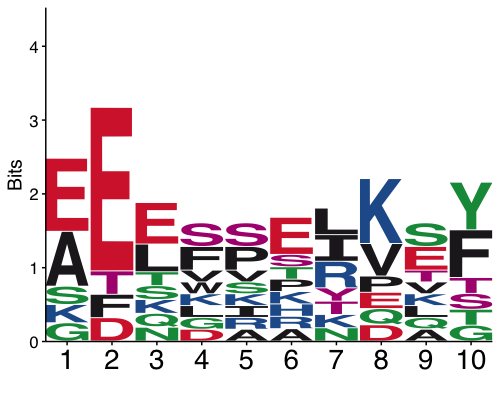 4
3
2
1
0
Bits
E A S K G
E T F D
E L T S K Q N
S F V W K L G D
S P V S K I R A
E S T P K H R A
L I R Y T K N
K V P E Q D
S E T V K L Q A
Y F T S T G
1 2 3 4 5 6 7 8 9 10